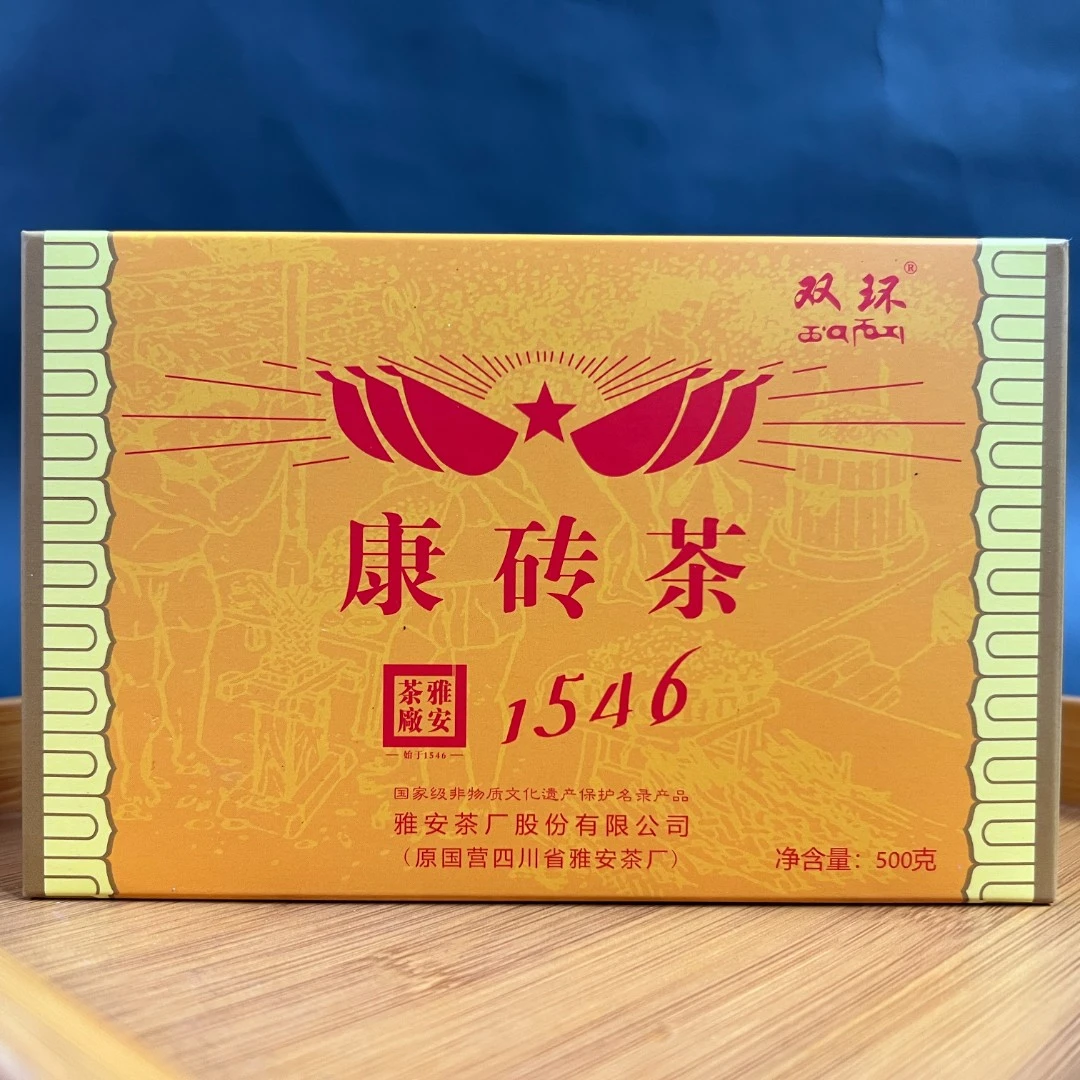 双环®
康砖茶
雅安
茶廠
始于1546
1546
国家级非物质文化遗产保护名录产品
雅安茶厂股份有限公司
（原国营四川省雅安茶厂）
净含量：500克